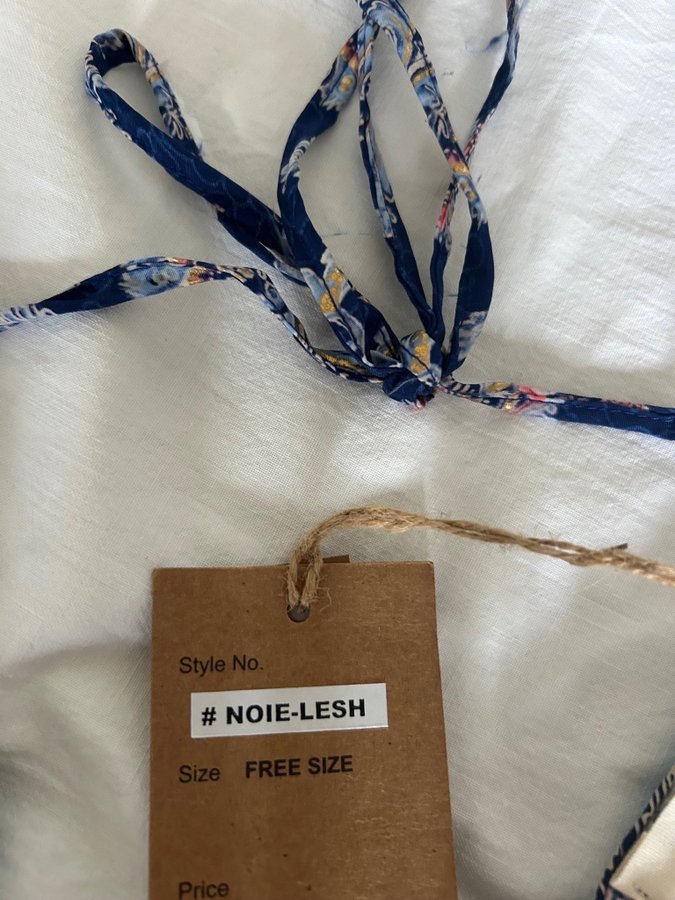 Style No.
# NOIE-LESH
Size FREE SIZE
Price